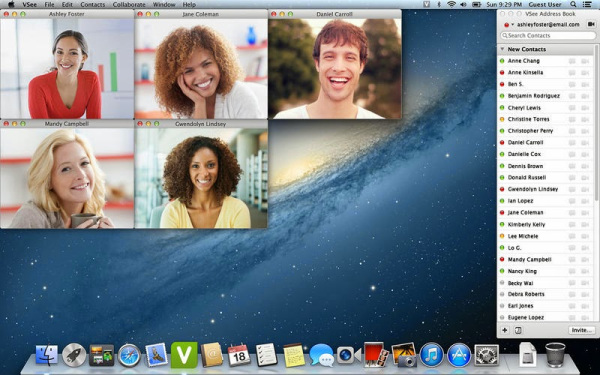 VSee File Edit Contacts Collaborate Window Help
Sun 9:29 PM Guest User
Ashley Foster
Jane Coleman
Daniel Carroll
Mandy Campbell
Gwendolyn Lindsey
VSee Address Book
ashleyfoster@email.com
Search Contacts
New Contacts
Anne Chang
Anne Kinsella
Ben S.
Benjamin Rodriguez
Cheryl Lewis
Christine Torres
Christopher Perry
Daniel Carroll
Danielle Cox
Dennis Brown
Donald Russell
Gwendolyn Lindsey
Ian Lopez
Jane Coleman
Kimberly Kelly
Lee Michele
Lo G.
Mandy Campbell
Nancy King
Becky Wai
Debra Roberts
Earl Jones
Eugene Lopez
Invite...
V
18